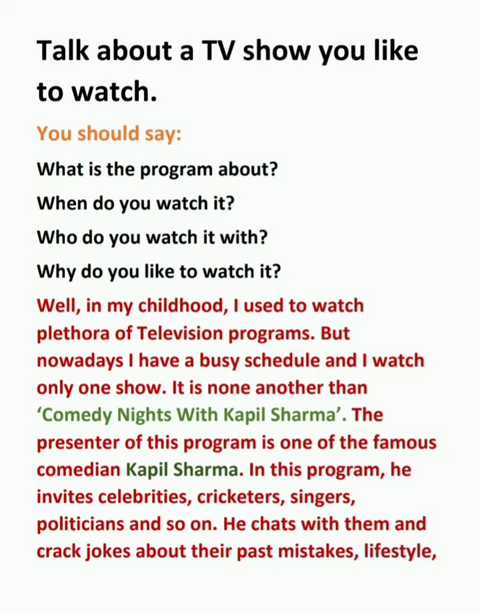 Talk about a TV show you like
to watch.
You should say:
What is the program about?
When do you watch it?
Who do you watch it with?
Why do you like to watch it?
Well, in my childhood, I used to watch
plethora of Television programs. But
nowadays I have a busy schedule and I watch
only one show. It is none another than
‘Comedy Nights With Kapil Sharma’. The
presenter of this program is one of the famous
comedian Kapil Sharma. In this program, he
invites celebrities, cricketers, singers,
politicians and so on. He chats with them and
crack jokes about their past mistakes, lifestyle,